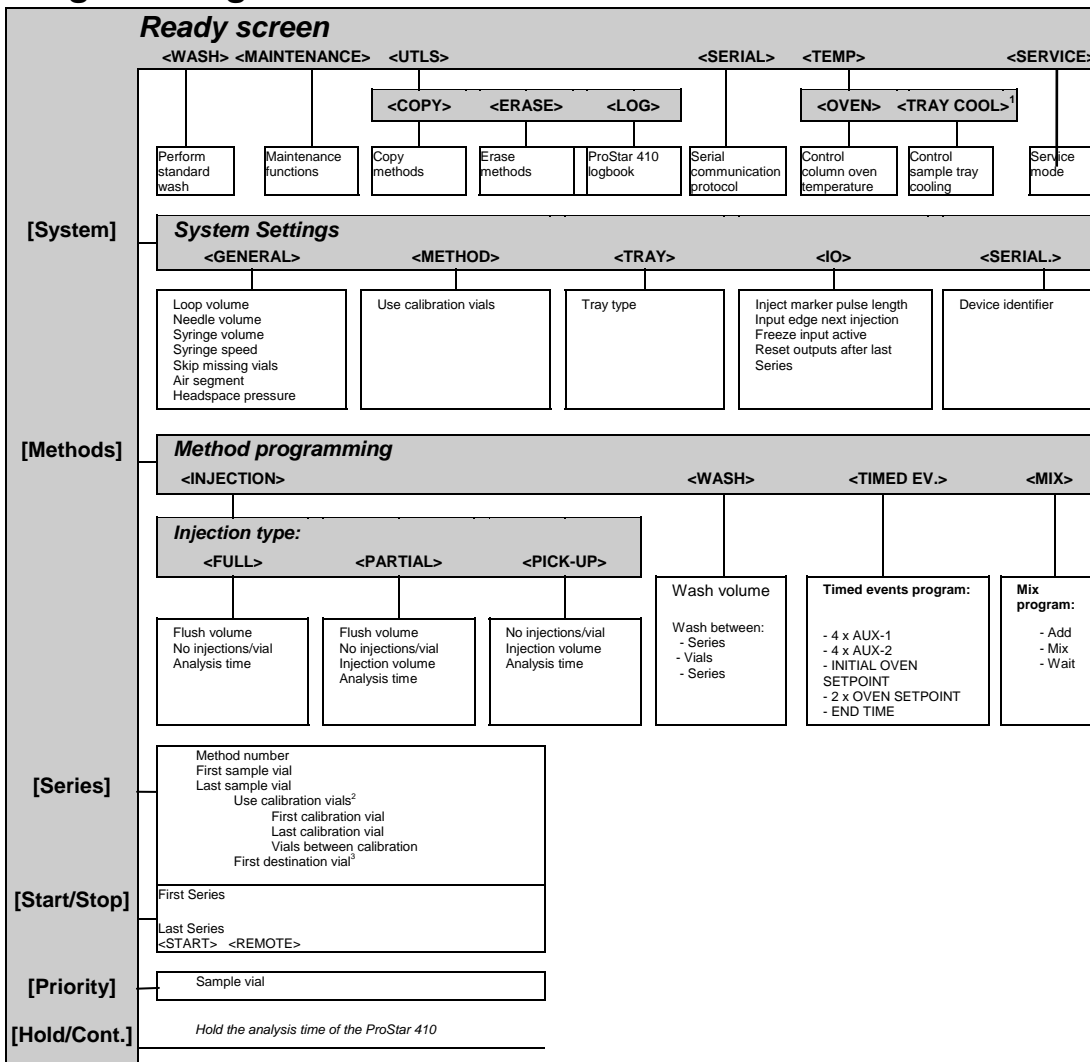 Ready screen
<WASH> <MAINTENANCE> <UTLS> <SERIAL> <TEMP> <SERVICE>
<COPY> <ERASE> <LOG> <OVEN> <TRAY COOL>1
Perform
standard
wash
Maintenance
functions
Copy
methods
Erase
methods
ProStar 410
logbook
Serial
communication
protocol
Control
column oven
temperature
Control
sample tray
cooling
Service
mode
[System]
System Settings
<GENERAL> <METHOD> <TRAY> <IO> <SERIAL.>
Loop volume
Needle volume
Syringe volume
Syringe speed
Skip missing vials
Air segment
Headspace pressure
Use calibration vials
Tray type
Inject marker pulse length
Input edge next injection
Freeze input active
Reset outputs after last
Series
Device identifier
[Methods]
Method programming
<INJECTION> <WASH> <TIMED EV.> <MIX>
Injection type:
<FULL> <PARTIAL> <PICK-UP>
Flush volume
No injections/vial
Analysis time
Flush volume
No injections/vial
Injection volume
Analysis time
No injections/vial
Injection volume
Analysis time
Wash volume
Wash between:
- Series
- Vials
- Series
Timed events program:
- 4 x AUX-1
- 4 x AUX-2
- INITIAL OVEN
SETPOINT
- 2 x OVEN SETPOINT
- END TIME
Mix
program:
- Add
- Mix
- Wait
[Series]
Method number
First sample vial
Last sample vial
Use calibration vials2
First calibration vial
Last calibration vial
Vials between calibration
First destination vial3
[Start/Stop]
First Series
Last Series
<START> <REMOTE>
[Priority]
Sample vial
[Hold/Cont.]
Hold the analysis time of the ProStar 410